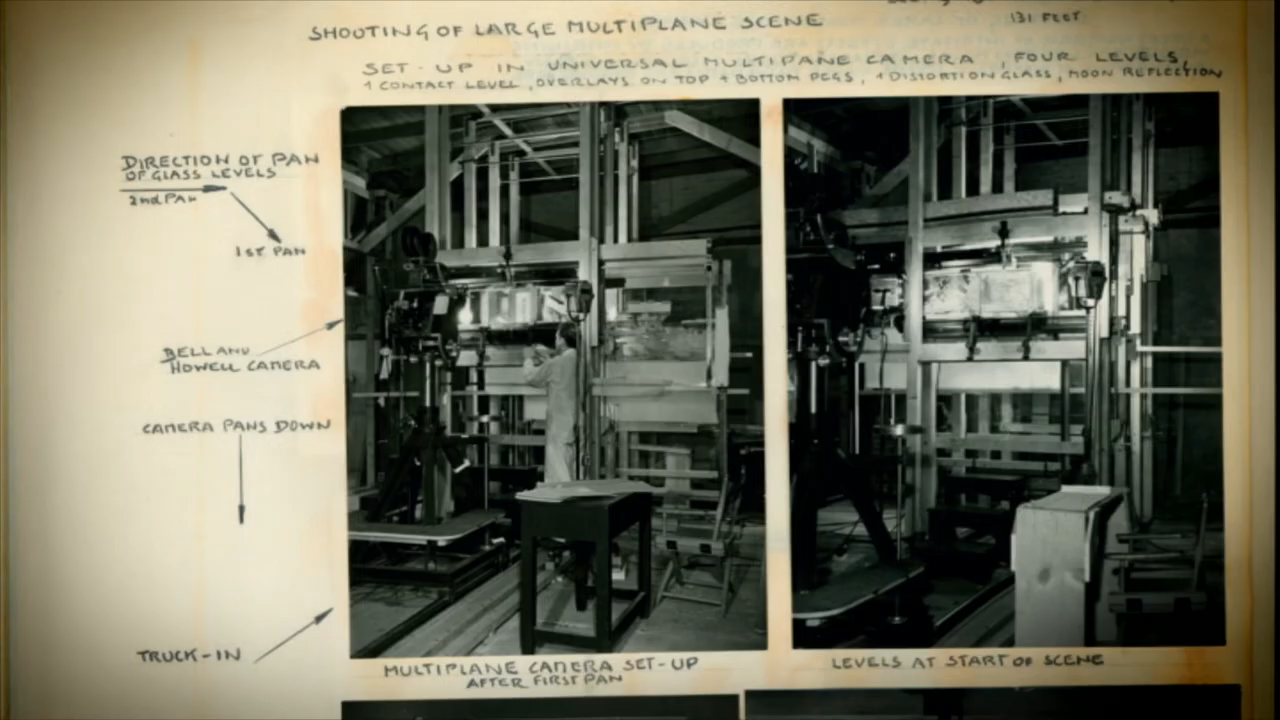 SHOOTING OF LARGE MULTIPLANE SCENE
131 FEET
SET-UP IN UNIVERSAL MULTIPANE CAMERA, FOUR LEVELS,
1 CONTACT LEVEL, OVERLAYS ON TOP + BOTTOM PEGS, 1 DISTORTION GLASS, MOON REFLECTION
DIRECTION OF PAN
OF GLASS LEVELS
2nd PAN
1ST PAN
BELL AND
HOWELL CAMERA
CAMERA PANS DOWN
TRUCK-IN
MULTIPLANE CAMERA SET-UP
AFTER FIRST PAN
LEVELS AT START OF SCENE